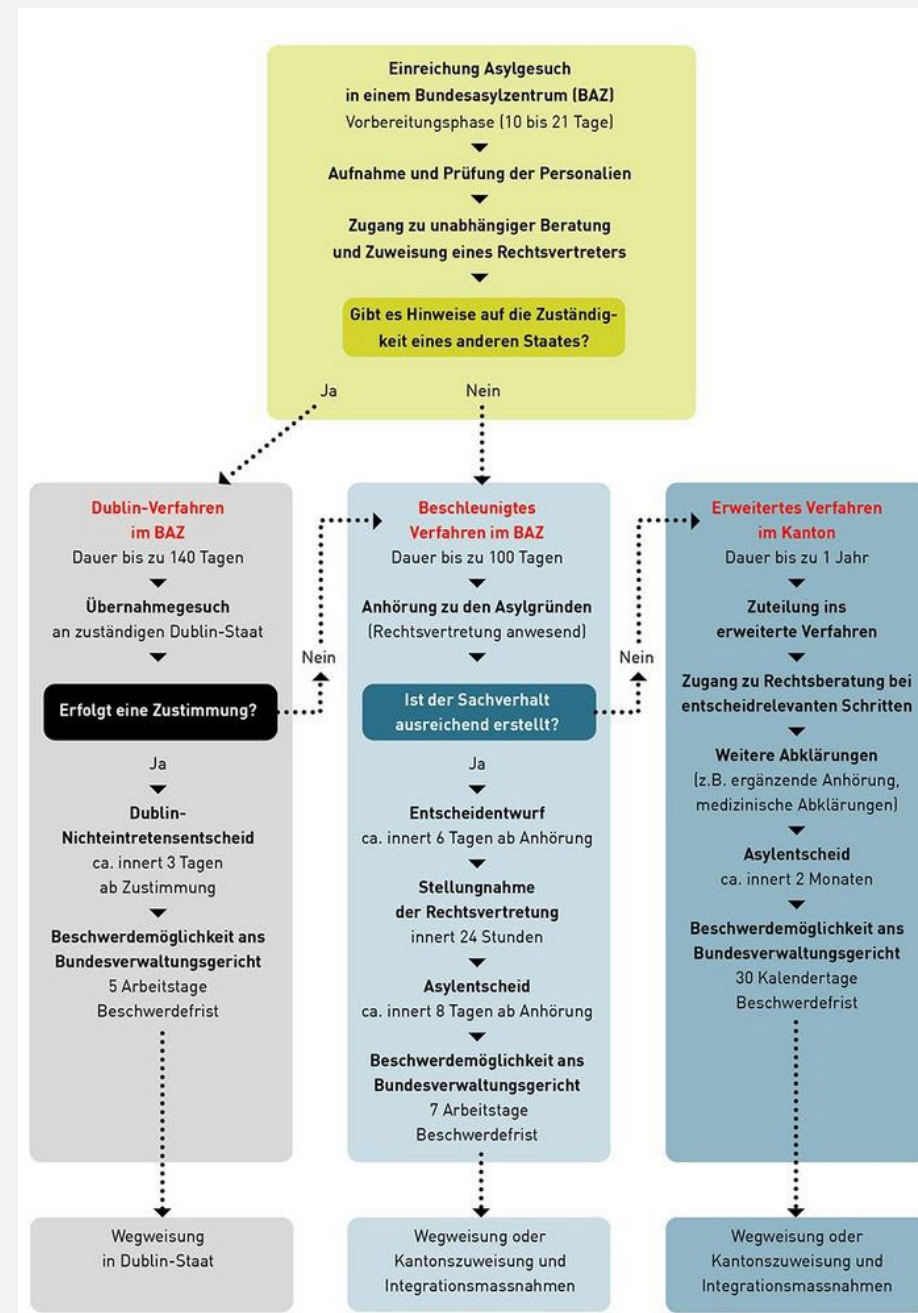 Einreichung Asylgesuch
in einem Bundesasylzentrum (BAZ)
Vorbereitungsphase (10 bis 21 Tage)
Aufnahme und Prüfung der Personalien
Zugang zu unabhängiger Beratung
und Zuweisung eines Rechtsvertreters
Gibt es Hinweise auf die Zuständig-
keit eines anderen Staates?
Ja
Nein
Dublin-Verfahren
im BAZ
Dauer bis zu 140 Tagen
Übernahmegesuch
an zuständigen Dublin-Staat
Erfolgt eine Zustimmung?
Nein
Ja
Dublin-
Nichteintretensentscheid
ca. innert 3 Tagen
ab Zustimmung
Beschwerdemöglichkeit ans
Bundesverwaltungsgericht
5 Arbeitstage
Beschwerdefrist
Wegweisung
in Dublin-Staat
Beschleunigtes
Verfahren im BAZ
Dauer bis zu 100 Tagen
Anhörung zu den Asylgründen
(Rechtsvertretung anwesend)
Ist der Sachverhalt
ausreichend erstellt?
Nein
Ja
Entscheidentwurf
ca. innert 6 Tagen ab Anhörung
Stellungnahme
der Rechtsvertretung
innert 24 Stunden
Asylentscheid
ca. innert 8 Tagen ab Anhörung
Beschwerdemöglichkeit ans
Bundesverwaltungsgericht
7 Arbeitstage
Beschwerdefrist
Wegweisung oder
Kantonszuweisung und
Integrationsmassnahmen
Erweitertes Verfahren
im Kanton
Dauer bis zu 1 Jahr
Zuteilung ins
erweiterte Verfahren
Zugang zu Rechtsberatung bei
entscheidrelevanten Schritten
Weitere Abklärungen
(z.B. ergänzende Anhörung,
medizinische Abklärungen)
Asylentscheid
ca. innert 2 Monaten
Beschwerdemöglichkeit ans
Bundesverwaltungsgericht
30 Kalendertage
Beschwerdefrist
Wegweisung oder
Kantonszuweisung und
Integrationsmassnahmen